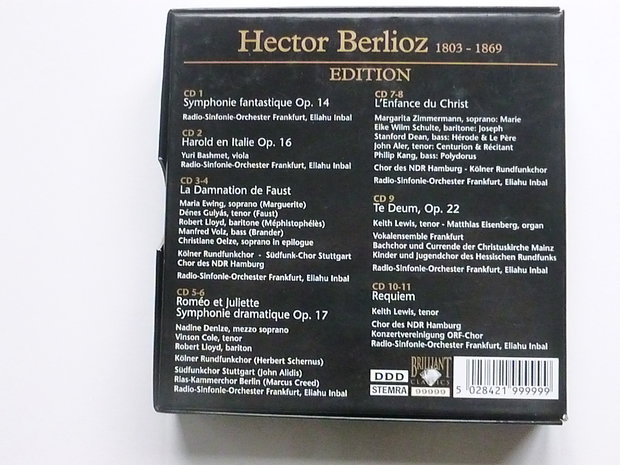 Hector Berlioz 1803 - 1869
EDITION
CD 1
Symphonie fantastique Op. 14
Radio-Sinfonie-Orchester Frankfurt, Eliahu Inbal
CD 2
Harold en Italie Op. 16
Yuri Bashmet, viola
Radio-Sinfonie-Orchester Frankfurt, Eliahu Inbal
CD 3-4
La Damnation de Faust
Maria Ewing, soprano (Marguerite)
Dénes Gulyás, tenor (Faust)
Robert Lloyd, baritone (Méphistophélès)
Manfred Volz, bass (Brander)
Christiane Oelze, soprano in epilogue
Kölner Rundfunkchor · Südfunk-Chor Stuttgart
Chor des NDR Hamburg
Radio-Sinfonie-Orchester Frankfurt, Eliahu Inbal
CD 5-6
Roméo et Juliette
Symphonie dramatique Op. 17
Nadine Denize, mezzo soprano
Vinson Cole, tenor
Robert Lloyd, bariton
Kölner Rundfunkchor (Herbert Schernus)
Südfunkchor Stuttgart (John Alidis)
Rias-Kammerchor Berlin (Marcus Creed)
Radio-Sinfonie-Orchester Frankfurt, Eliahu Inbal
CD 7-8
L'Enfance du Christ
Margarita Zimmermann, soprano: Marie
Eike Wilm Schulte, baritone: Joseph
Stanford Dean, bass: Hérode & Le Père
John Aler, tenor: Centurion & Récitant
Philip Kang, bass: Polydorus
Chor des NDR Hamburg - Kölner Rundfunkchor
Radio-Sinfonie-Orchester Frankfurt, Eliahu Inbal
CD 9
Te Deum, Op. 22
Keith Lewis, tenor - Matthias Eisenberg, organ
Vokalensemble Frankfurt
Bachchor und Currende der Christuskirche Mainz
Kinder und Jugendchor des Hessischen Rundfunks
Radio-Sinfonie-Orchester Frankfurt, Eliahu Inbal
CD 10-11
Requiem
Keith Lewis, tenor
Chor des NDR Hamburg
Konzertvereinigung ORF-Chor
Radio-Sinfonie-Orchester Frankfurt, Eliahu Inbal
DDD
STEMRA
BRILLIANT
CLASSICS
99999
5 028421 999999